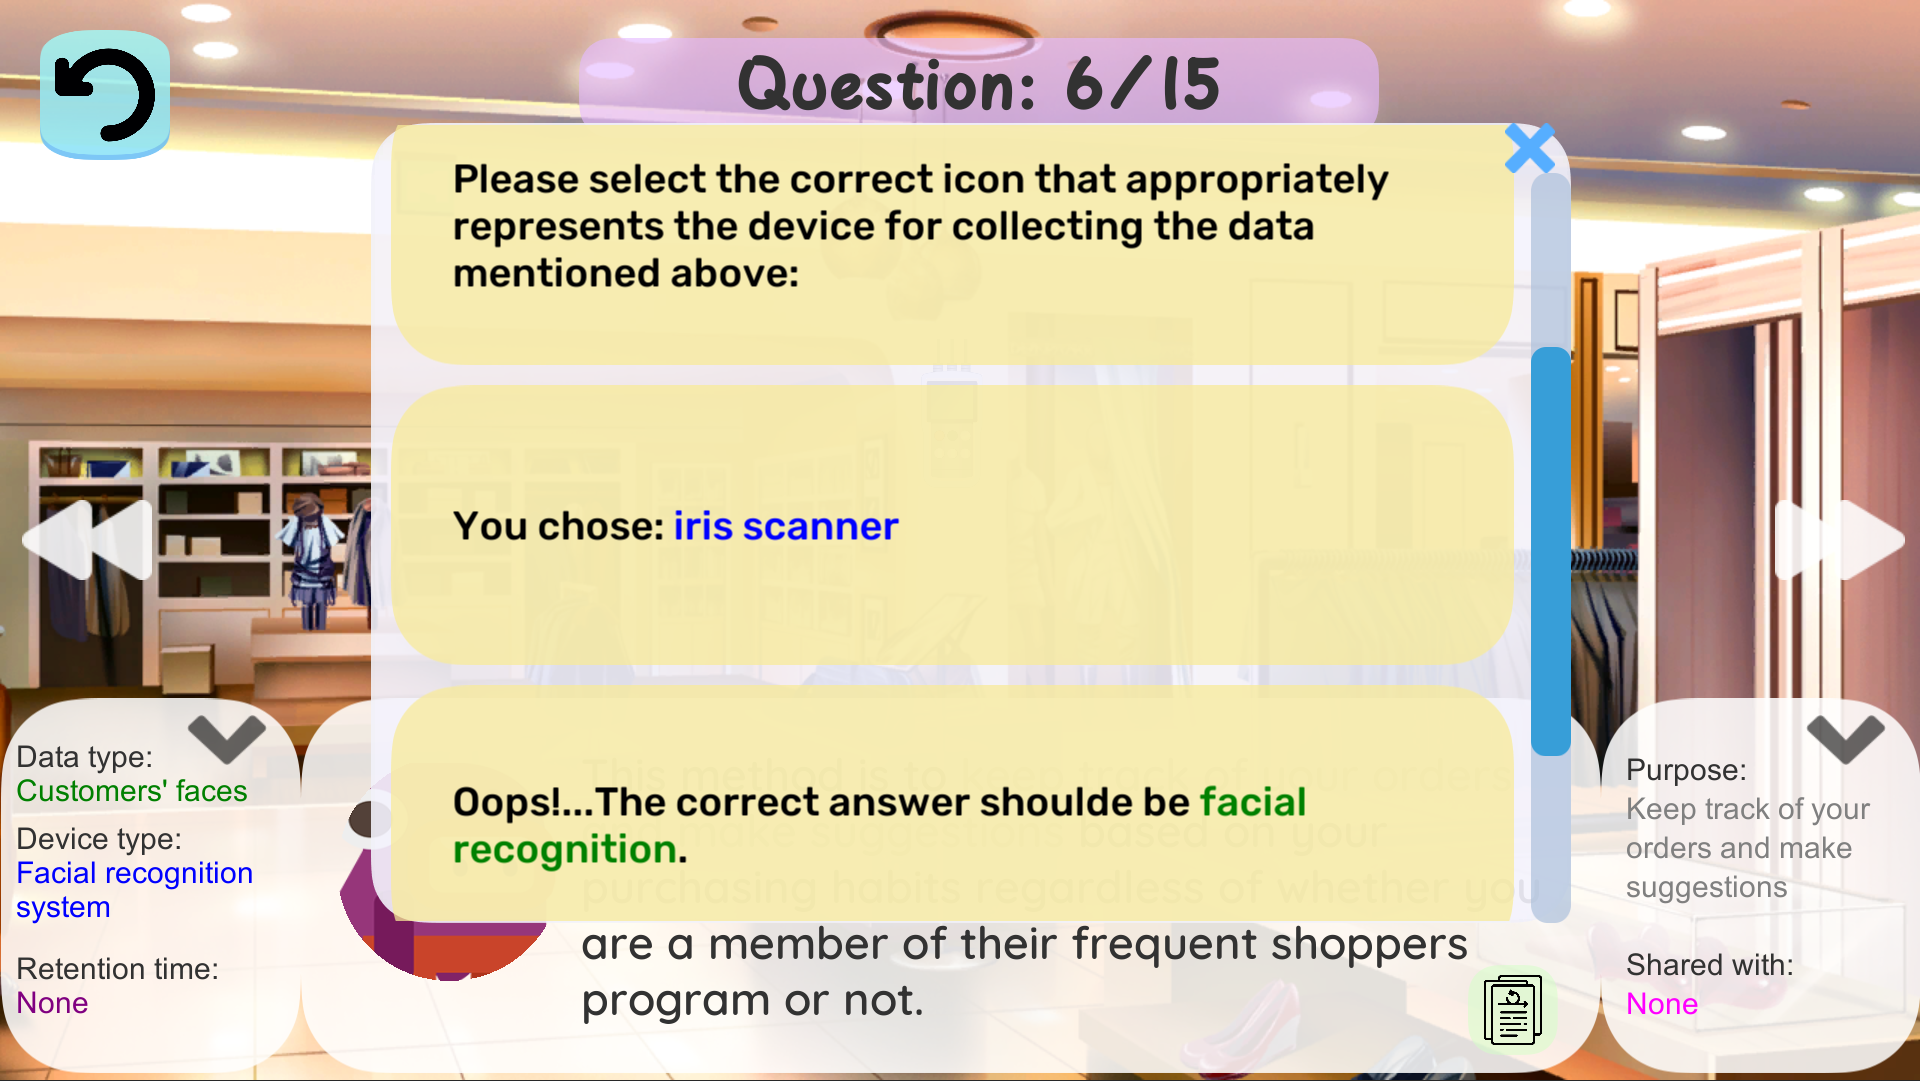 Question: 6/15
Please select the correct icon that appropriately
represents the device for collecting the data
mentioned above:
You chose: iris scanner
Oops!...The correct answer shoulde be facial
recognition.
Data type:
Customers' faces
Device type:
Facial recognition
system
Retention time:
None
This method is to keep track of your orders
and make suggestions based on your
purchasing habits regardless of whether you
are a member of their frequent shoppers
program or not.
Purpose:
Keep track of your
orders and make
suggestions
Shared with:
None